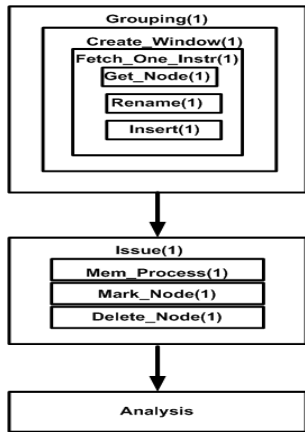 Grouping(1)
Create_Window(1)
Fetch_One_Instr(1)
Get_Node(1)
Rename(1)
Insert(1)
Issue(1)
Mem_Process(1)
Mark_Node(1)
Delete_Node(1)
Analysis